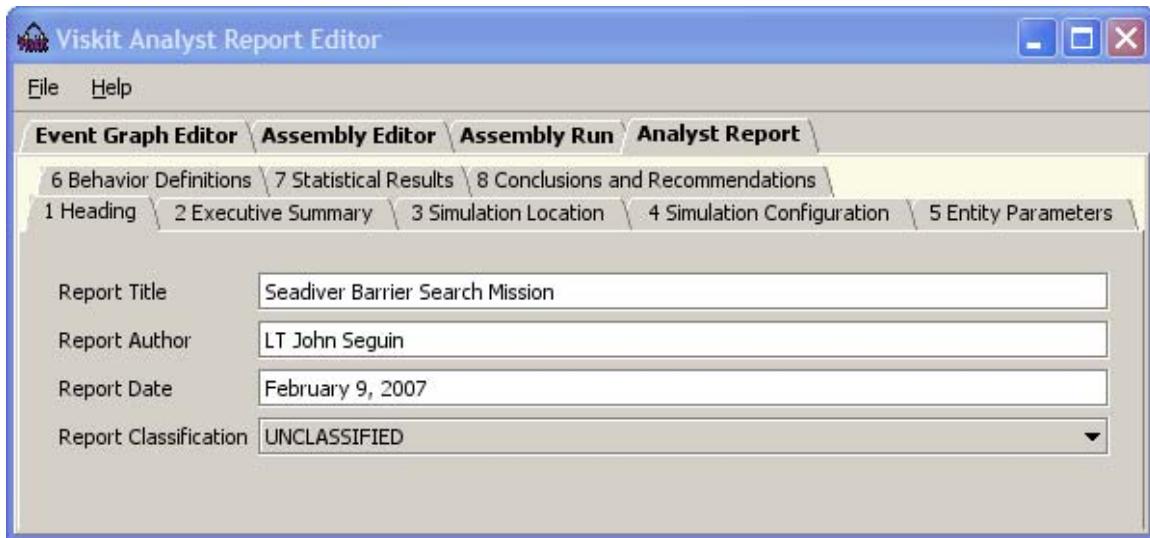 Viskit Analyst Report Editor
File Help
Event Graph Editor Assembly Editor Assembly Run Analyst Report
6 Behavior Definitions 7 Statistical Results 8 Conclusions and Recommendations
1 Heading 2 Executive Summary 3 Simulation Location 4 Simulation Configuration 5 Entity Parameters
Report Title Seadiver Barrier Search Mission
Report Author LT John Seguin
Report Date February 9, 2007
Report Classification UNCLASSIFIED